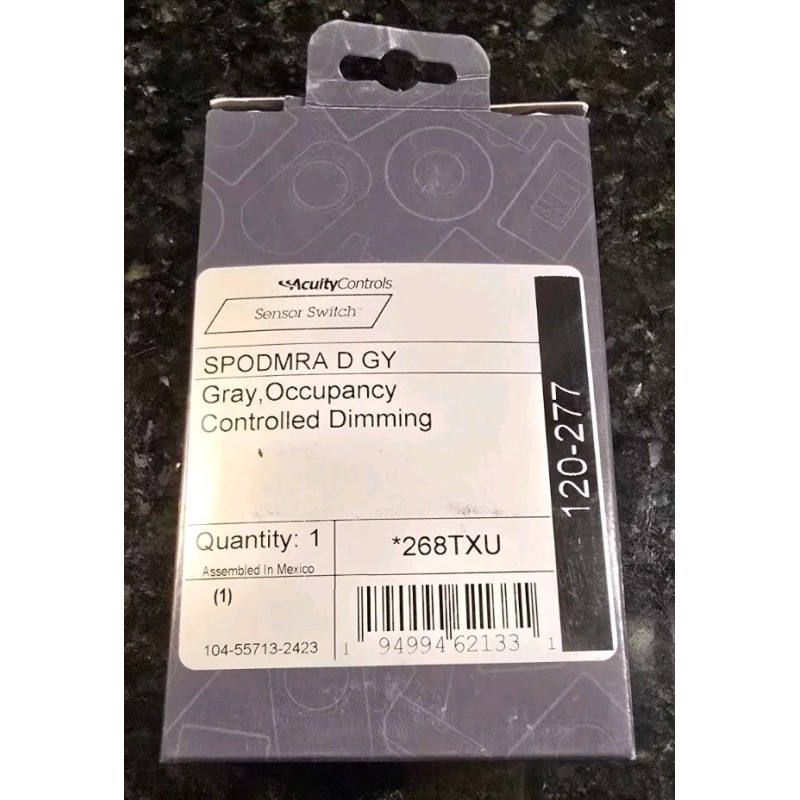 AcuityControls
Sensor Switch™
SPODMRA D GY
Gray,Occupancy
Controlled Dimming
120-277
Quantity: 1
Assembled In Mexico
*268TXU
(1)
104-55713-2423
1 94994 62133 1